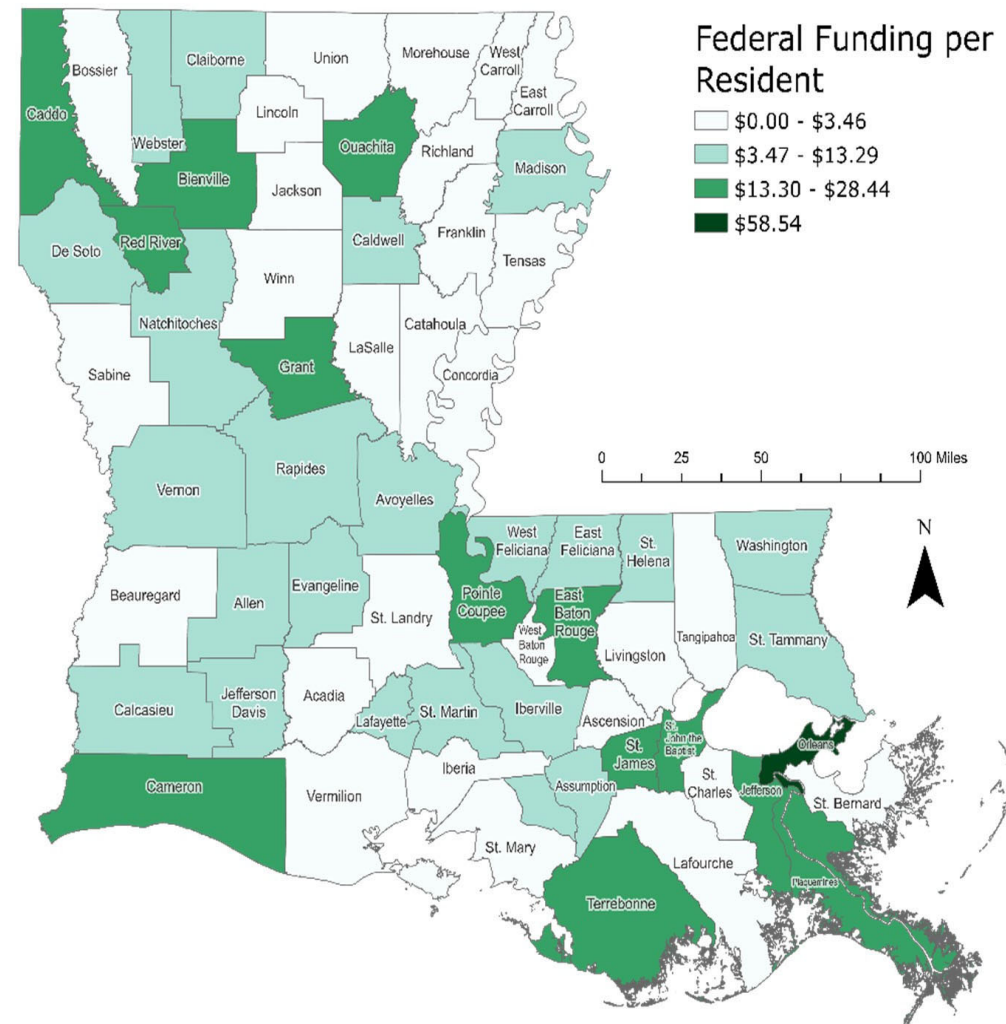 Federal Funding per
Resident
$0.00 - $3.46
$3.47 - $13.29
$13.30 - $28.44
$58.54
Caddo
Bossier
Webster
Claiborne
Union
Morehouse
West
Carroll
East
Carroll
Lincoln
Ouachita
Richland
Madison
Bienville
Jackson
De Soto
Red River
Caldwell
Franklin
Tensas
Winn
Natchitoches
Catahoula
LaSalle
Sabine
Grant
Concordia
0 25 50 100 Miles
N
Vernon
Rapides
Avoyelles
West
Feliciana
East
Feliciana
St.
Helena
Washington
Beauregard
Allen
Evangeline
St. Landry
Pointe
Coupee
East
Baton
Rouge
West
Baton
Rouge
Livingston
Tangipahoa
St. Tammany
Calcasieu
Jefferson
Davis
Acadia
Lafayette
St. Martin
Iberville
Ascension
St.
James
St.
John the
Baptist
Orleans
Cameron
Vermilion
Iberia
Assumption
St.
Charles
Jefferson
St. Bernard
St. Mary
Lafourche
Terrebonne
Plaquemines